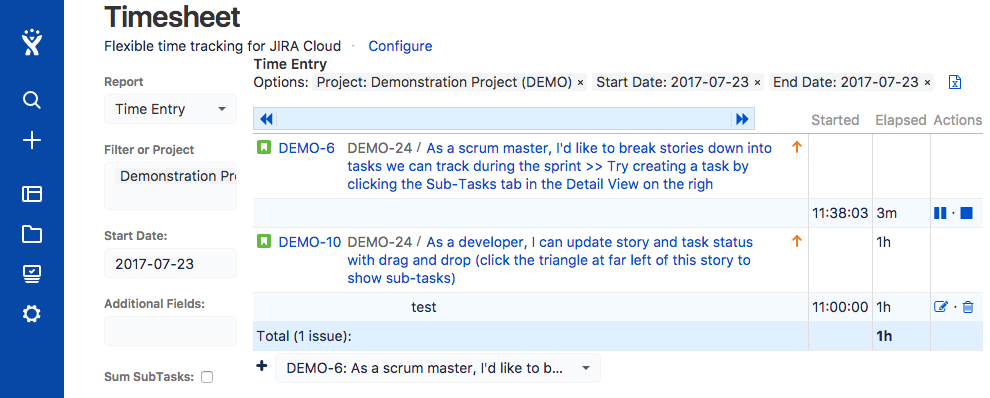 Timesheet
Flexible time tracking for JIRA Cloud · Configure
Report
Time Entry
Filter or Project
Demonstration Pr
Start Date:
2017-07-23
Additional Fields:
Sum SubTasks:
Time Entry
Options: Project: Demonstration Project (DEMO) × Start Date: 2017-07-23 × End Date: 2017-07-23 ×
Started Elapsed Actions
DEMO-6 DEMO-24 / As a scrum master, I'd like to break stories down into
tasks we can track during the sprint >> Try creating a task by
clicking the Sub-Tasks tab in the Detail View on the righ
11:38:03 3m ·
DEMO-10 DEMO-24 / As a developer, I can update story and task status 1h
with drag and drop (click the triangle at far left of this story to
show sub-tasks)
test 11:00:00 1h ·
Total (1 issue): 1h
+ DEMO-6: As a scrum master, I'd like to b...